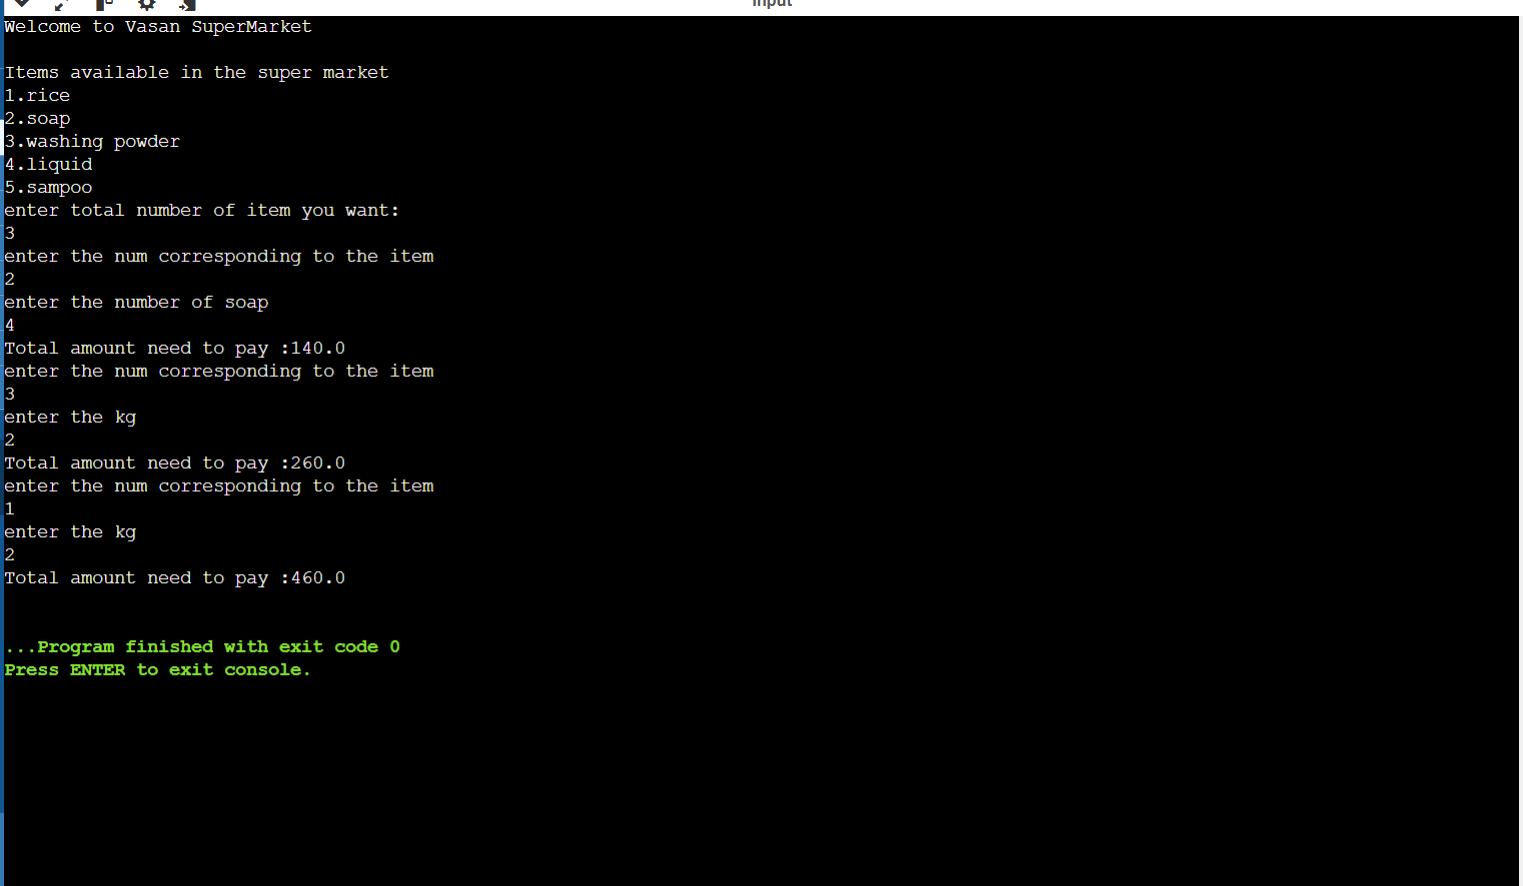 input
Welcome to Vasan SuperMarket
Items available in the super market
1.rice
2.soap
3.washing powder
4.liquid
5.sampoo
enter total number of item you want:
3
enter the num corresponding to the item
2
enter the number of soap
4
Total amount need to pay :140.0
enter the num corresponding to the item
3
enter the kg
2
Total amount need to pay :260.0
enter the num corresponding to the item
1
enter the kg
2
Total amount need to pay :460.0
...Program finished with exit code 0
Press ENTER to exit console.